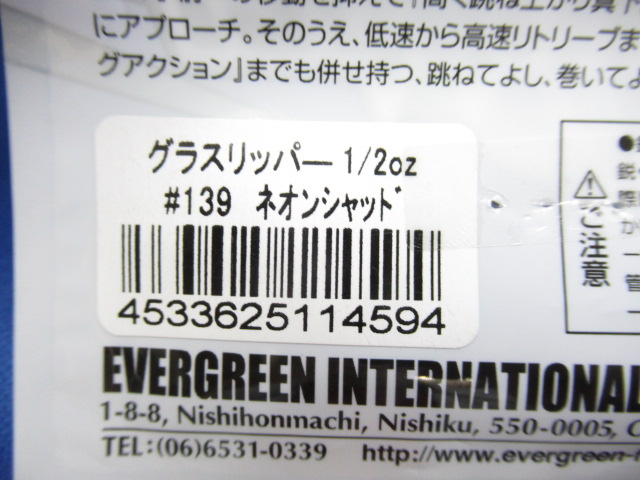 にアプローチ。そのうえ、低速から高速リトリーブま
グアクション』までも併せ持つ、跳ねてよし、巻いてよ
グラスリッパー 1/2oz
#139 ネオンシャッド
4533625114594
ご注意
EVERGREEN INTERNATIONAL
1-8-8, Nishihonmachi, Nishiku, 550-0005,
TEL:(06)6531-0339 http://www.evergreen-